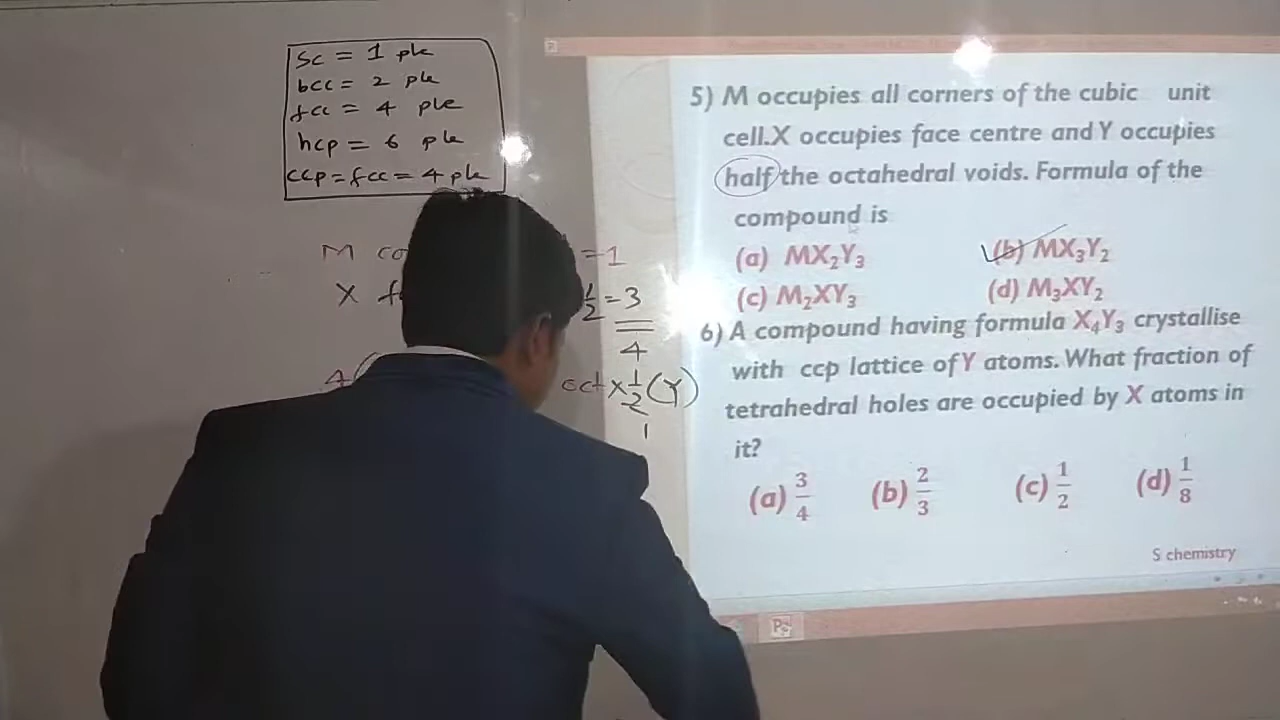 SC = 1 ple
bcc = 2 ple
fcc = 4 ple
hcp = 6 ple
ccp = fcc = 4 ple
M = 1
X 1/2 = 3
4
4 oct x 1/2 (Y)
1
5) M occupies all corners of the cubic unit
cell.X occupies face centre and Y occupies
half the octahedral voids. Formula of the
compound is
(a) MX₂Y₃ (b) MX₃Y₂
(c) M₂XY₃ (d) M₃XY₂
6) A compound having formula X₄Y₃ crystallise
with ccp lattice of Y atoms. What fraction of
tetrahedral holes are occupied by X atoms in
it?
(a) 3/4 (b) 2/3 (c) 1/2 (d) 1/8
S chemistry